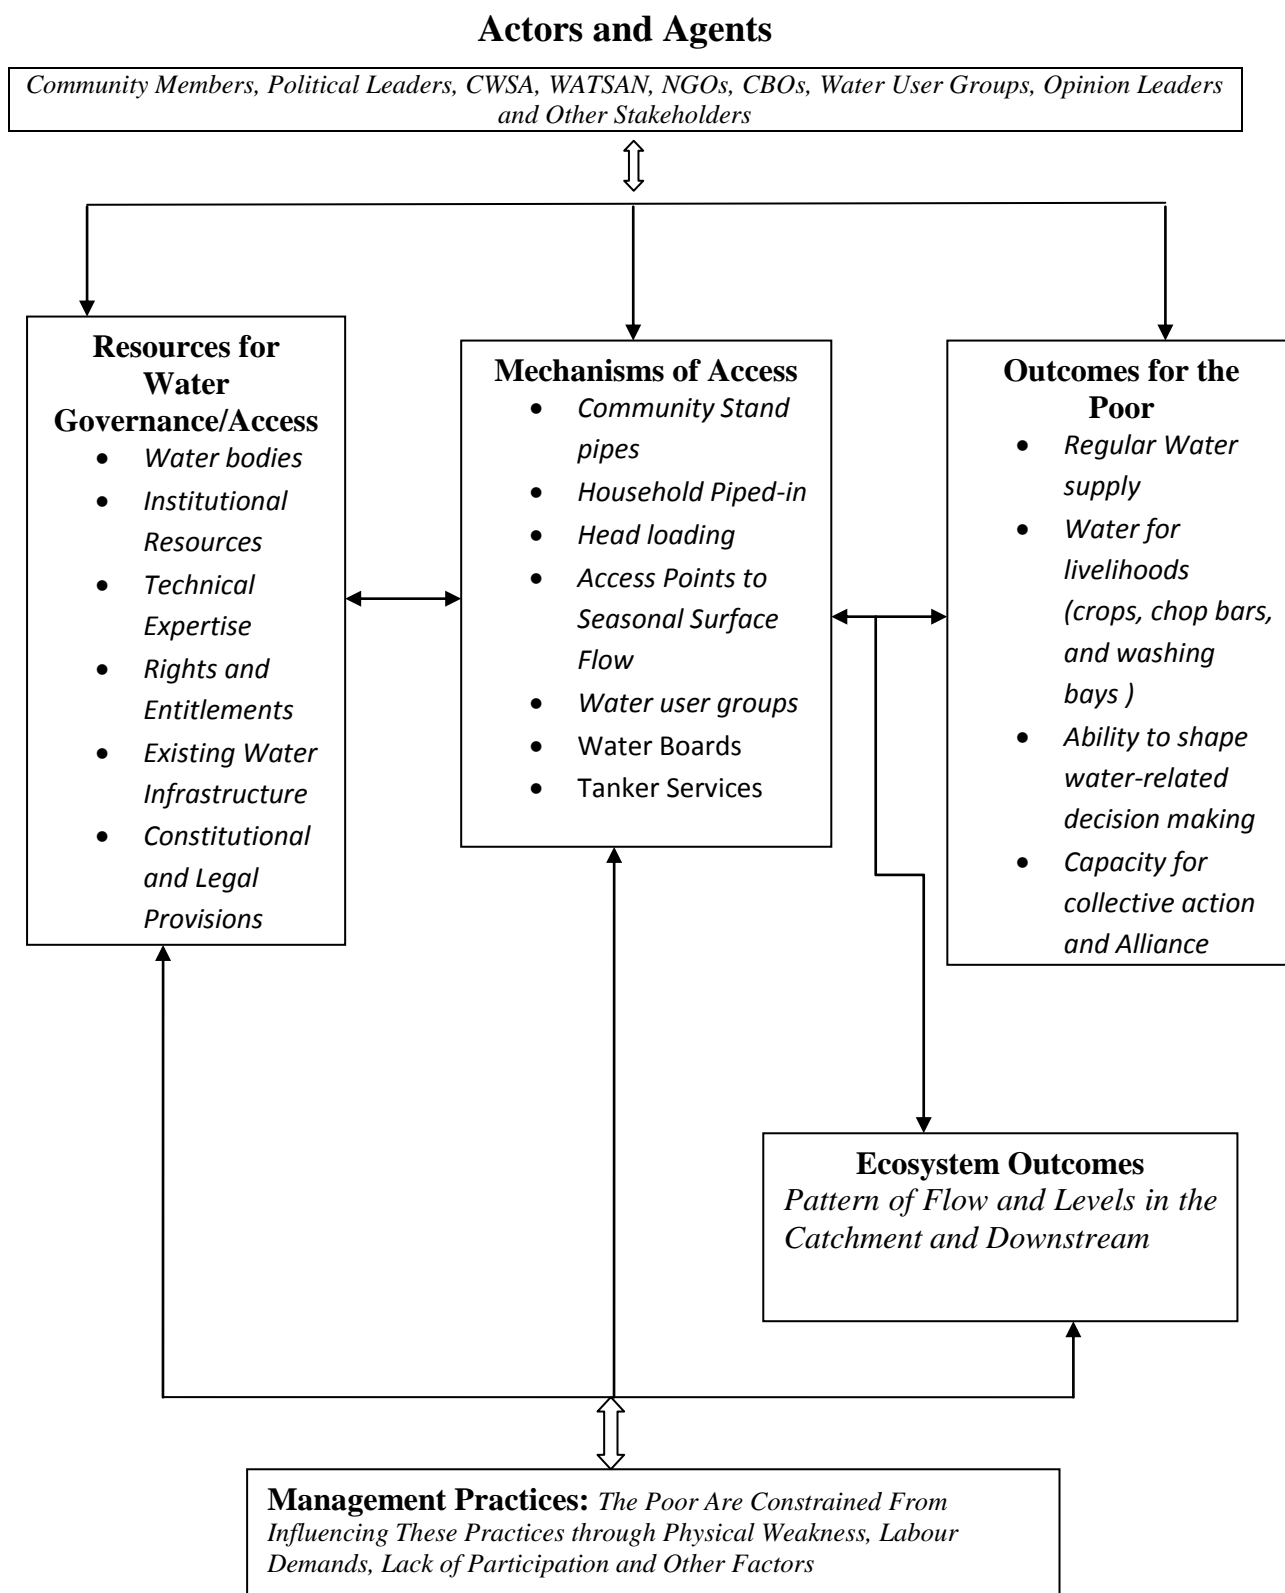 Actors and Agents
Community Members, Political Leaders, CWSA, WATSAN, NGOs, CBOs, Water User Groups, Opinion Leaders
and Other Stakeholders
Resources for
Water
Governance/Access
• Water bodies
• Institutional
Resources
• Technical
Expertise
• Rights and
Entitlements
• Existing Water
Infrastructure
• Constitutional
and Legal
Provisions
Mechanisms of Access
• Community Stand
pipes
• Household Piped-in
• Head loading
• Access Points to
Seasonal Surface
Flow
• Water user groups
• Water Boards
• Tanker Services
Outcomes for the
Poor
• Regular Water
supply
• Water for
livelihoods
(crops, chop bars,
and washing
bays )
• Ability to shape
water-related
decision making
• Capacity for
collective action
and Alliance
Ecosystem Outcomes
Pattern of Flow and Levels in the
Catchment and Downstream
Management Practices: The Poor Are Constrained From
Influencing These Practices through Physical Weakness, Labour
Demands, Lack of Participation and Other Factors